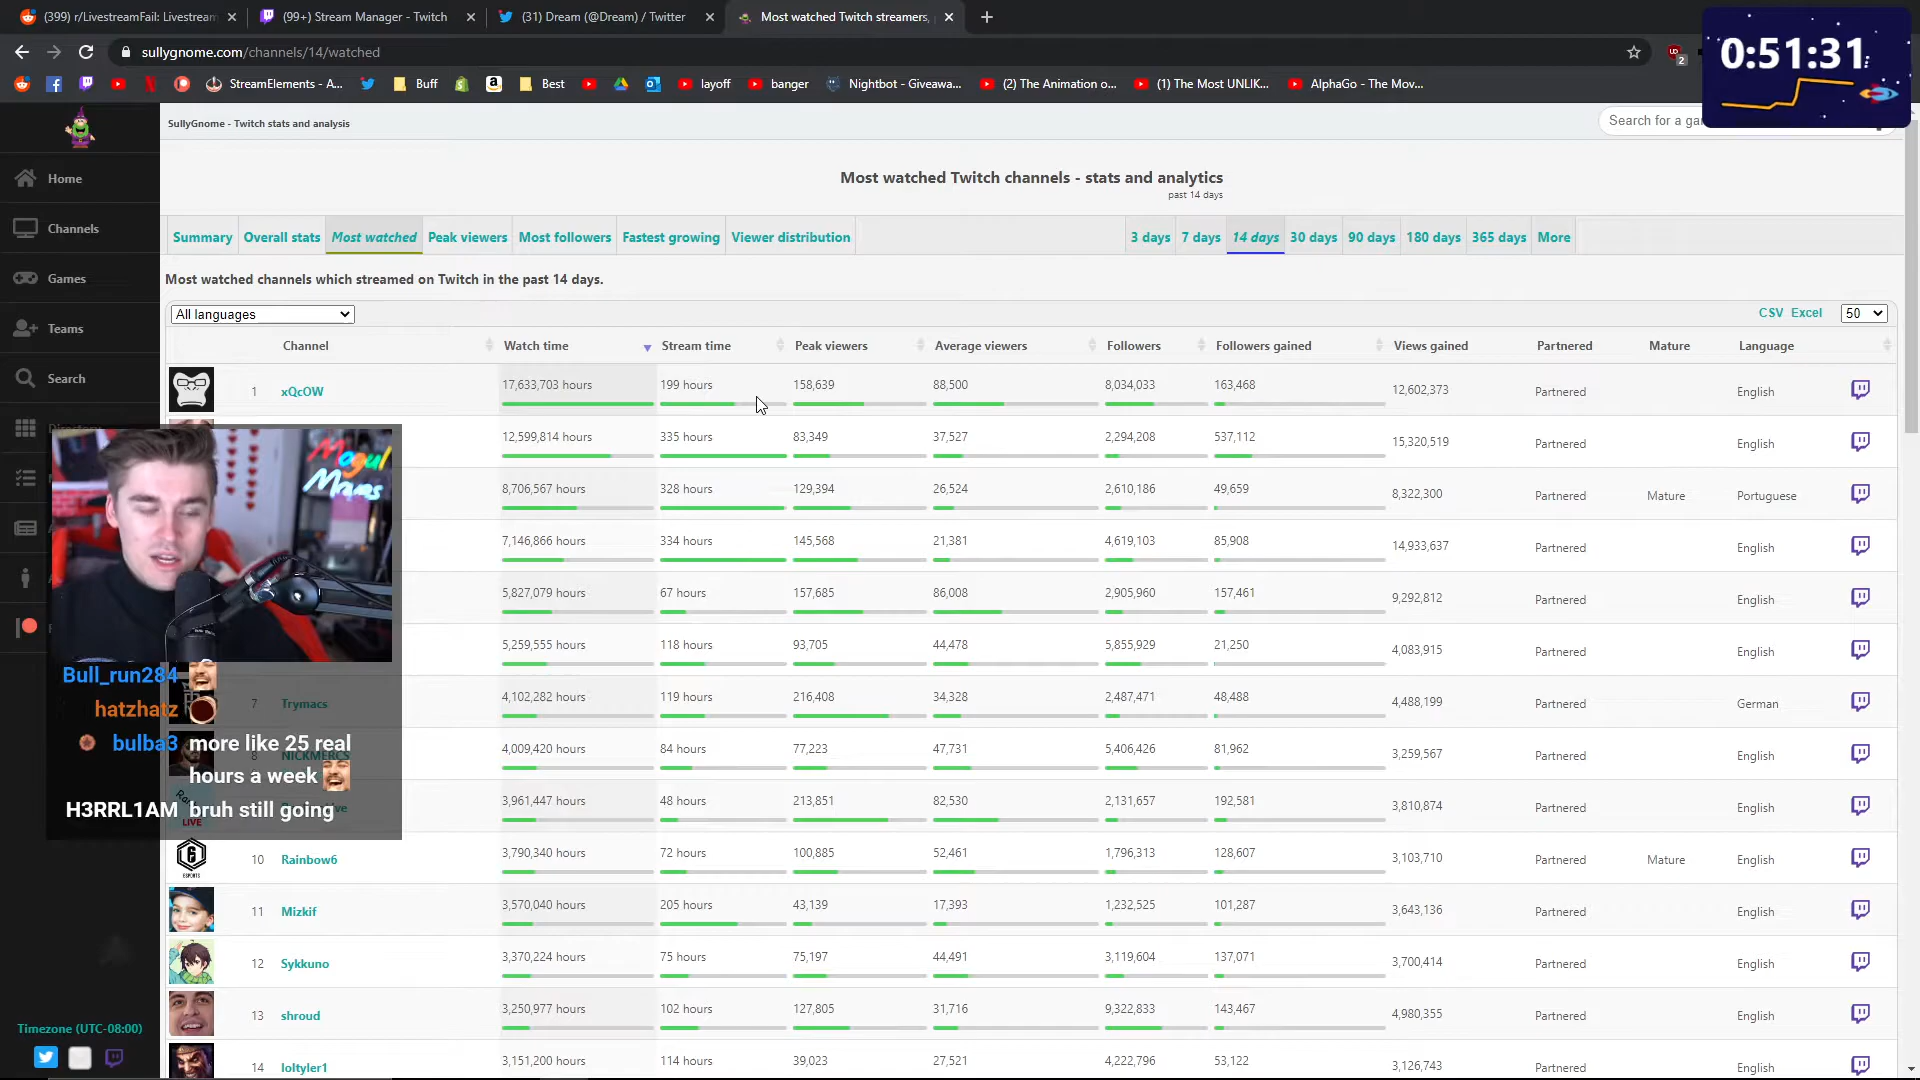 (399) r/LivestreamFail: Livestream
(99+) Stream Manager - Twitch
(31) Dream (@Dream) / Twitter
Most watched Twitch streamers,
sullygnome.com/channels/14/watched
2
0:51:31
StreamElements - A...
Buff
Best
layoff
banger
Nightbot - Giveawa...
(2) The Animation o...
(1) The Most UNLIK...
AlphaGo - The Mov...
SullyGnome - Twitch stats and analysis
Search for a ga
Home
Channels
Games
Teams
Search
Most watched Twitch channels - stats and analytics
past 14 days
Summary
Overall stats
Most watched
Peak viewers
Most followers
Fastest growing
Viewer distribution
3 days
7 days
14 days
30 days
90 days
180 days
365 days
More
Most watched channels which streamed on Twitch in the past 14 days.
All languages
CSV Excel
50
Channel Watch time Stream time Peak viewers Average viewers Followers Followers gained Views gained Partnered Mature Language
1 xQcOW 17,633,703 hours 199 hours 158,639 88,500 8,034,033 163,468 12,602,373 Partnered English
12,599,814 hours 335 hours 83,349 37,527 2,294,208 537,112 15,320,519 Partnered English
8,706,567 hours 328 hours 129,394 26,524 2,610,186 49,659 8,322,300 Partnered Mature Portuguese
7,146,866 hours 334 hours 145,568 21,381 4,619,103 85,908 14,933,637 Partnered English
5,827,079 hours 67 hours 157,685 86,008 2,905,960 157,461 9,292,812 Partnered English
5,259,555 hours 118 hours 93,705 44,478 5,855,929 21,250 4,083,915 Partnered English
7 Trymacs 4,102,282 hours 119 hours 216,408 34,328 2,487,471 48,488 4,488,199 Partnered German
8 NICKMERCS 4,009,420 hours 84 hours 77,223 47,731 5,406,426 81,962 3,259,567 Partnered English
3,961,447 hours 48 hours 213,851 82,530 2,131,657 192,581 3,810,874 Partnered English
10 Rainbow6 3,790,340 hours 72 hours 100,885 52,461 1,796,313 128,607 3,103,710 Partnered Mature English
11 Mizkif 3,570,040 hours 205 hours 43,139 17,393 1,232,525 101,287 3,643,136 Partnered English
12 Sykkuno 3,370,224 hours 75 hours 75,197 44,491 3,119,604 137,071 3,700,414 Partnered English
13 shroud 3,250,977 hours 102 hours 127,805 31,716 9,322,833 143,467 4,980,355 Partnered English
14 loltyler1 3,151,200 hours 114 hours 39,023 27,521 4,222,796 53,122 3,126,743 Partnered English
Mogul
Moves
Bull_run284
hatzhatz
bulba3 more like 25 real
hours a week
H3RRL1AM bruh still going
LIVE
Timezone (UTC-08:00)